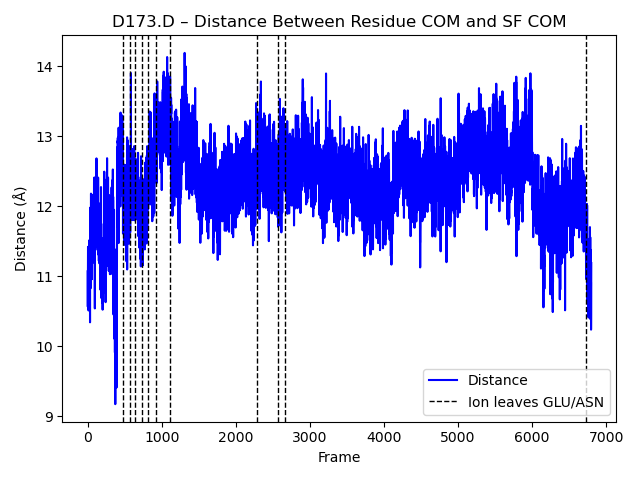 D173.D – Distance Between Residue COM and SF COM
14
13
12
11
10
9
Distance (Å)
Distance
Ion leaves GLU/ASN
0 1000 2000 3000 4000 5000 6000 7000
Frame